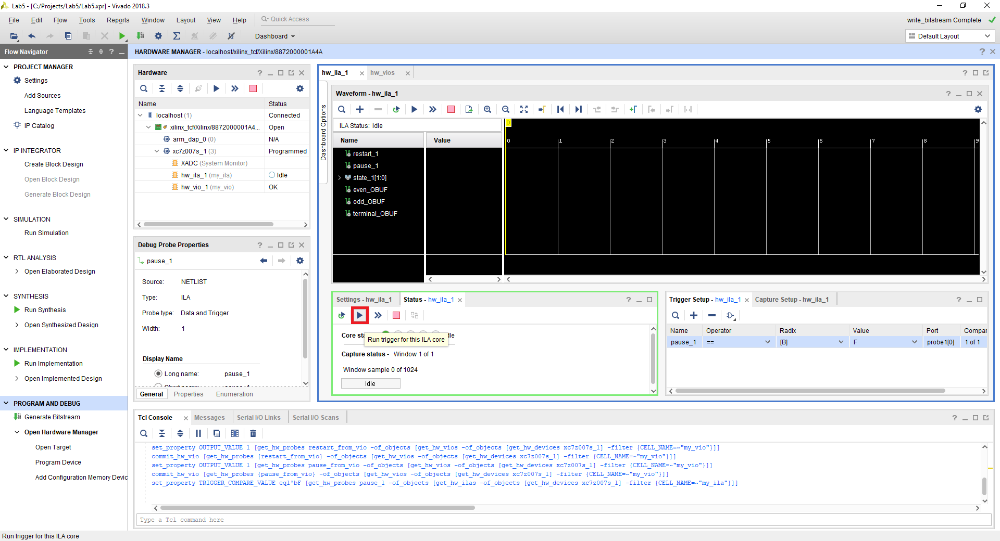 Lab5 - [C:/Projects/Lab5/Lab5.xpr] - Vivado 2018.3
File Edit Flow Tools Reports Window Layout View Help Quick Access
write_bitstream Complete
Dashboard
Default Layout
Flow Navigator
HARDWARE MANAGER - localhost/xilinx_tcf/Xilinx/8872000001A4A
PROJECT MANAGER
Settings
Add Sources
Language Templates
IP Catalog
IP INTEGRATOR
Create Block Design
Open Block Design
Generate Block Design
SIMULATION
Run Simulation
RTL ANALYSIS
Open Elaborated Design
SYNTHESIS
Run Synthesis
Open Synthesized Design
IMPLEMENTATION
Run Implementation
Open Implemented Design
PROGRAM AND DEBUG
Generate Bitstream
Open Hardware Manager
Open Target
Program Device
Add Configuration Memory Devic
Hardware
Name Status
localhost (1) Connected
xilinx_tcf/Xilinx/8872000001A4... Open
arm_dap_0 (0) N/A
xc7z007s_1 (3) Programmed
XADC (System Monitor)
hw_ila_1 (my_ila) Idle
hw_vio_1 (my_vio) OK
Debug Probe Properties
pause_1
Source: NETLIST
Type: ILA
Probe type: Data and Trigger
Width: 1
Display Name
Long name: pause_1
General Properties Enumeration
hw_ila_1 hw_vios
Dashboard Options
Waveform - hw_ila_1
ILA Status: Idle
Name Value
0
0 1 2 3 4 5 6 7 8 9
restart_1
pause_1
state_1[1:0]
even_OBUF
odd_OBUF
terminal_OBUF
Settings - hw_ila_1 Status - hw_ila_1
Core sta
Run trigger for this ILA core
dle
Capture status - Window 1 of 1
Window sample 0 of 1024
Idle
Trigger Setup - hw_ila_1 Capture Setup - hw_ila_1
Name Operator Radix Value Port Compar
pause_1 == [B] F probe1[0] 1 of 1
Tcl Console Messages Serial I/O Links Serial I/O Scans
set_property OUTPUT_VALUE 1 [get_hw_probes restart_from_vio -of_objects [get_hw_vios -of_objects [get_hw_devices xc7z007s_1] -filter {CELL_NAME=~"my_vio"}]]
commit_hw_vio [get_hw_probes {restart_from_vio} -of_objects [get_hw_vios -of_objects [get_hw_devices xc7z007s_1] -filter {CELL_NAME=~"my_vio"}]]
set_property OUTPUT_VALUE 1 [get_hw_probes pause_from_vio -of_objects [get_hw_vios -of_objects [get_hw_devices xc7z007s_1] -filter {CELL_NAME=~"my_vio"}]]
commit_hw_vio [get_hw_probes {pause_from_vio} -of_objects [get_hw_vios -of_objects [get_hw_devices xc7z007s_1] -filter {CELL_NAME=~"my_vio"}]]
set_property TRIGGER_COMPARE_VALUE eq1'bF [get_hw_probes pause_1 -of_objects [get_hw_ilas -of_objects [get_hw_devices xc7z007s_1] -filter {CELL_NAME=~"my_ila"}]]
Type a Tcl command here
Run trigger for this ILA core